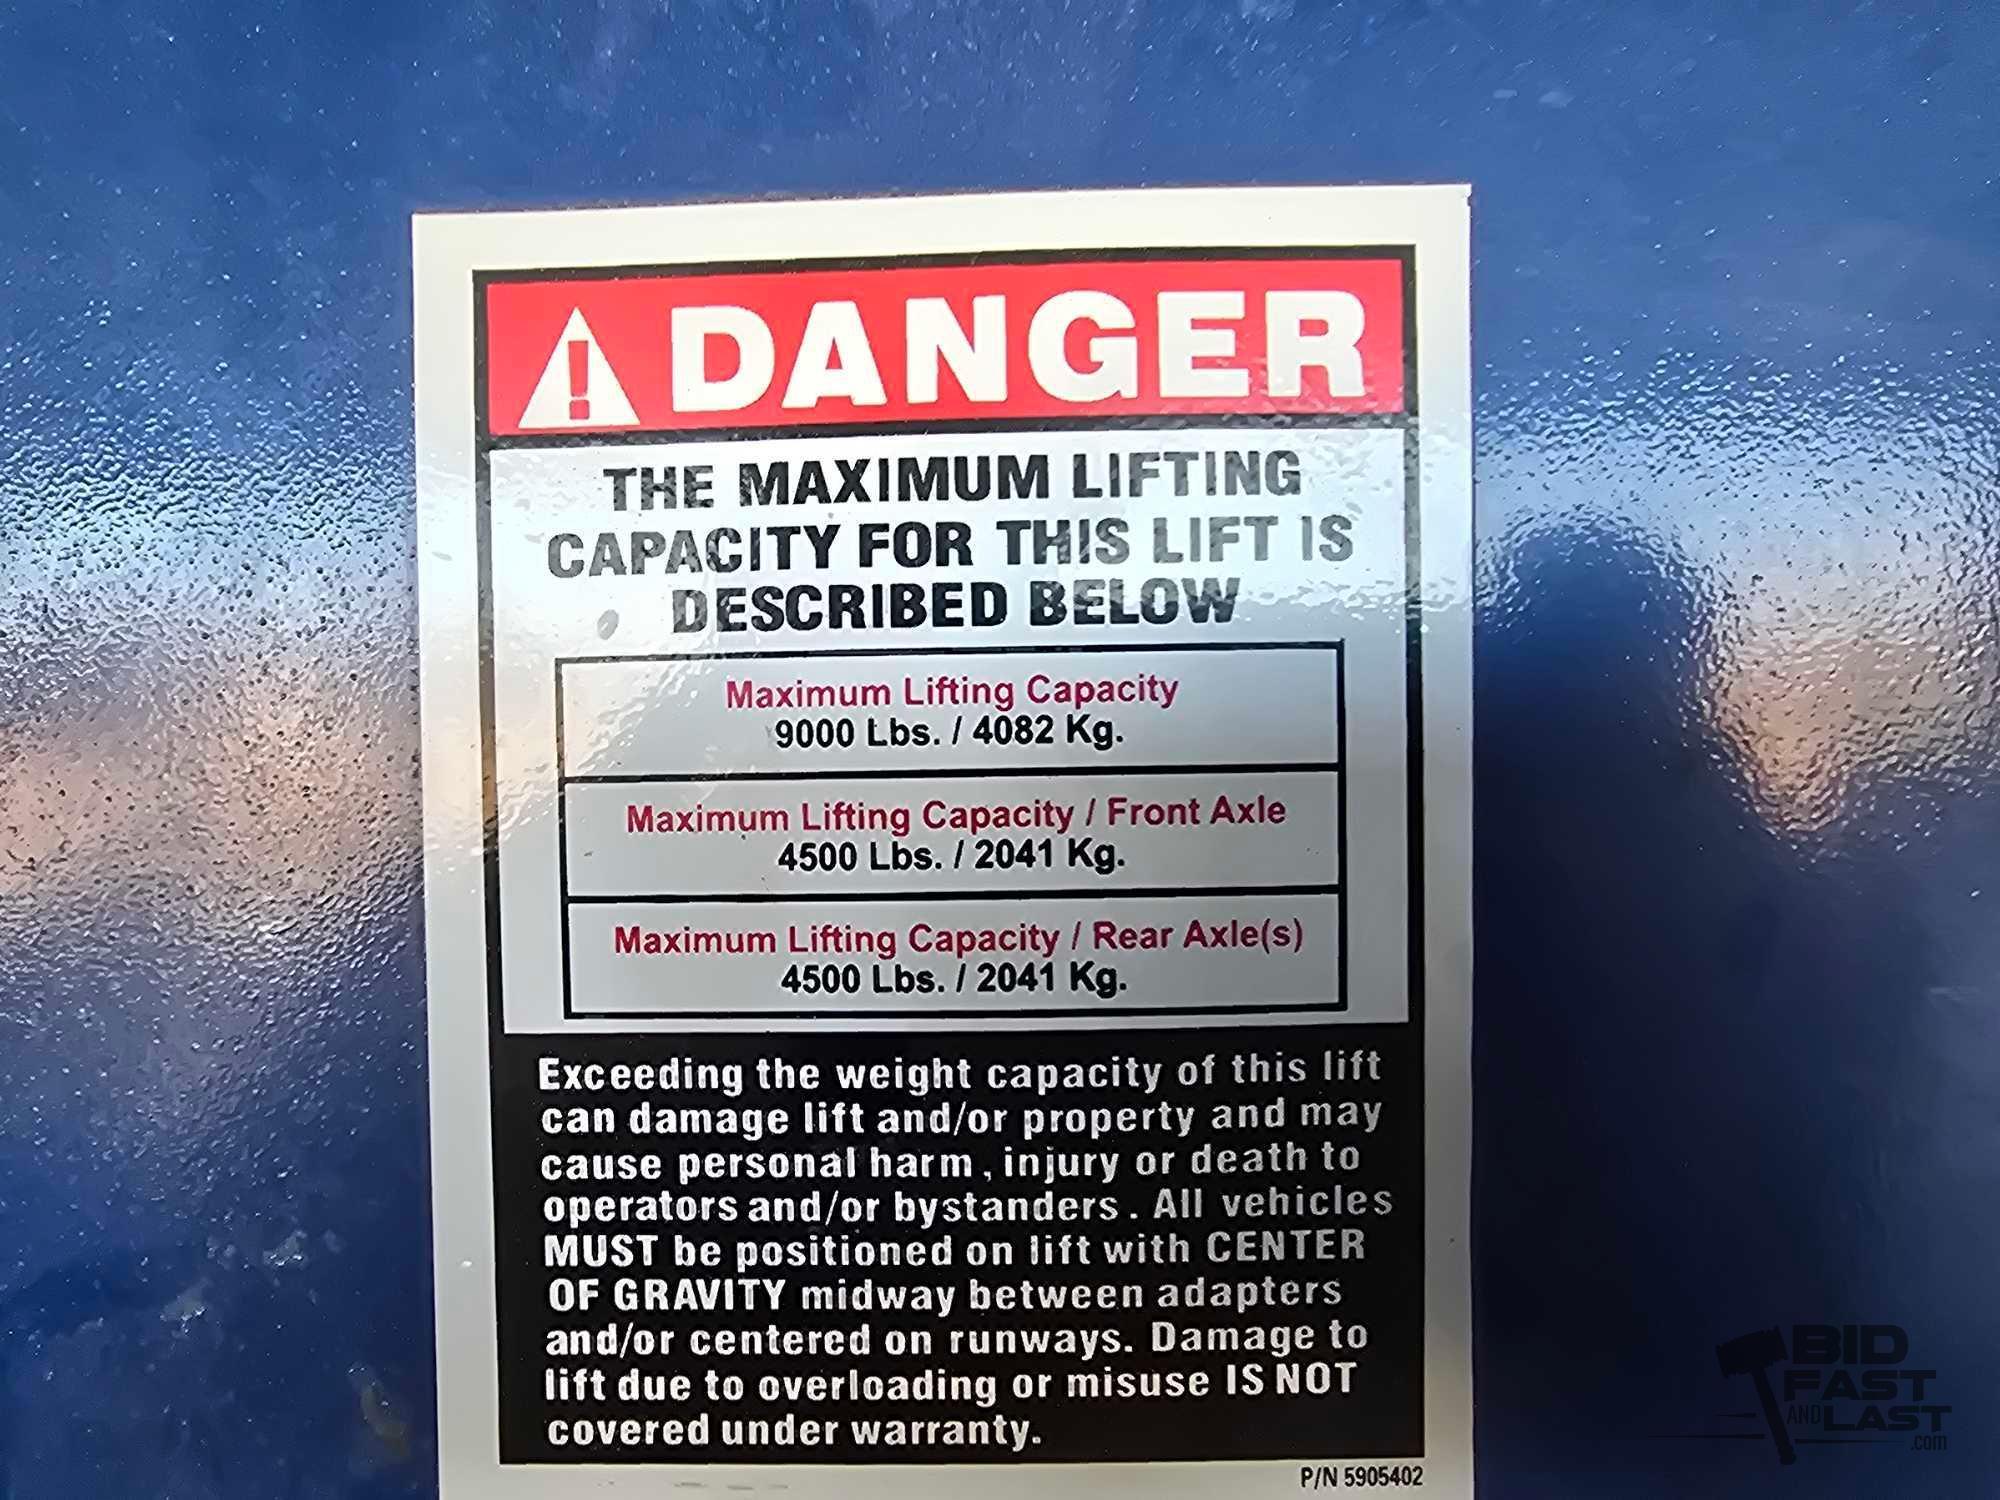 DANGER
THE MAXIMUM LIFTING
CAPACITY FOR THIS LIFT IS
DESCRIBED BELOW
Maximum Lifting Capacity
9000 Lbs. / 4082 Kg.
Maximum Lifting Capacity / Front Axle
4500 Lbs. / 2041 Kg.
Maximum Lifting Capacity / Rear Axle(s)
4500 Lbs. / 2041 Kg.
Exceeding the weight capacity of this lift
can damage lift and/or property and may
cause personal harm, injury or death to
operators and/or bystanders. All vehicles
MUST be positioned on lift with CENTER
OF GRAVITY midway between adapters
and/or centered on runways. Damage to
lift due to overloading or misuse IS NOT
covered under warranty.
P/N 5905402
BID
FAST
AND LAST
.com